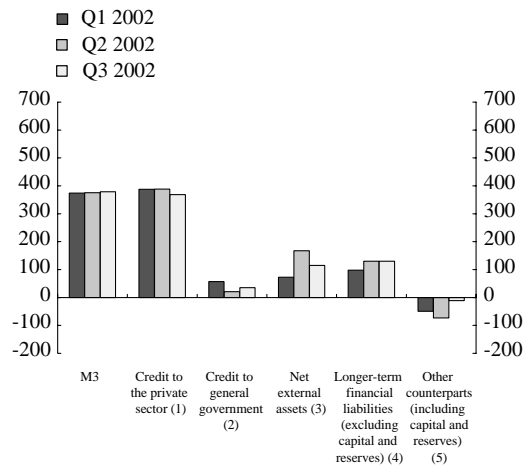 Q1 2002
Q2 2002
Q3 2002
700 700
600 600
500 500
400 400
300 300
200 200
100 100
0 0
-100 -100
-200 -200
M3
Credit to
the private
sector (1)
Credit to
general
government
(2)
Net
external
assets (3)
Longer-term
financial
liabilities
(excluding
capital and
reserves) (4)
Other
counterparts
(including
capital and
reserves)
(5)